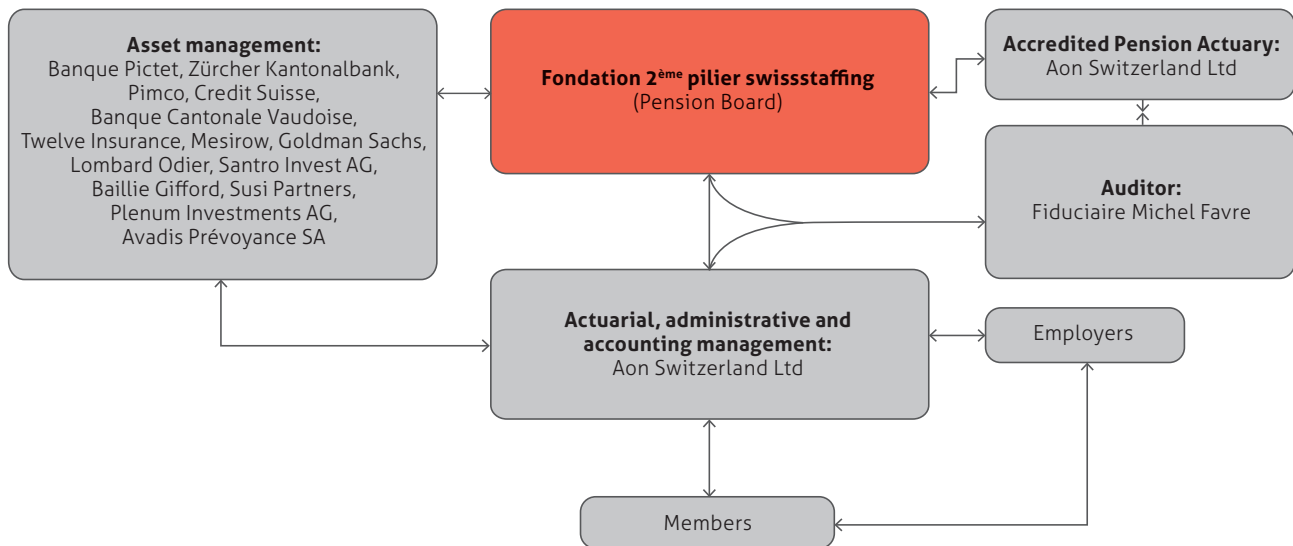 Asset management:
Banque Pictet, Zürcher Kantonalbank,
Pimco, Credit Suisse,
Banque Cantonale Vaudoise,
Twelve Insurance, Mesirow, Goldman Sachs,
Lombard Odier, Santro Invest AG,
Baillie Gifford, Susi Partners,
Plenum Investments AG,
Avadis Prévoyance SA
Fondation 2ème pilier swissstaffing
(Pension Board)
Accredited Pension Actuary:
Aon Switzerland Ltd
Auditor:
Fiduciaire Michel Favre
Actuarial, administrative and
accounting management:
Aon Switzerland Ltd
Employers
Members